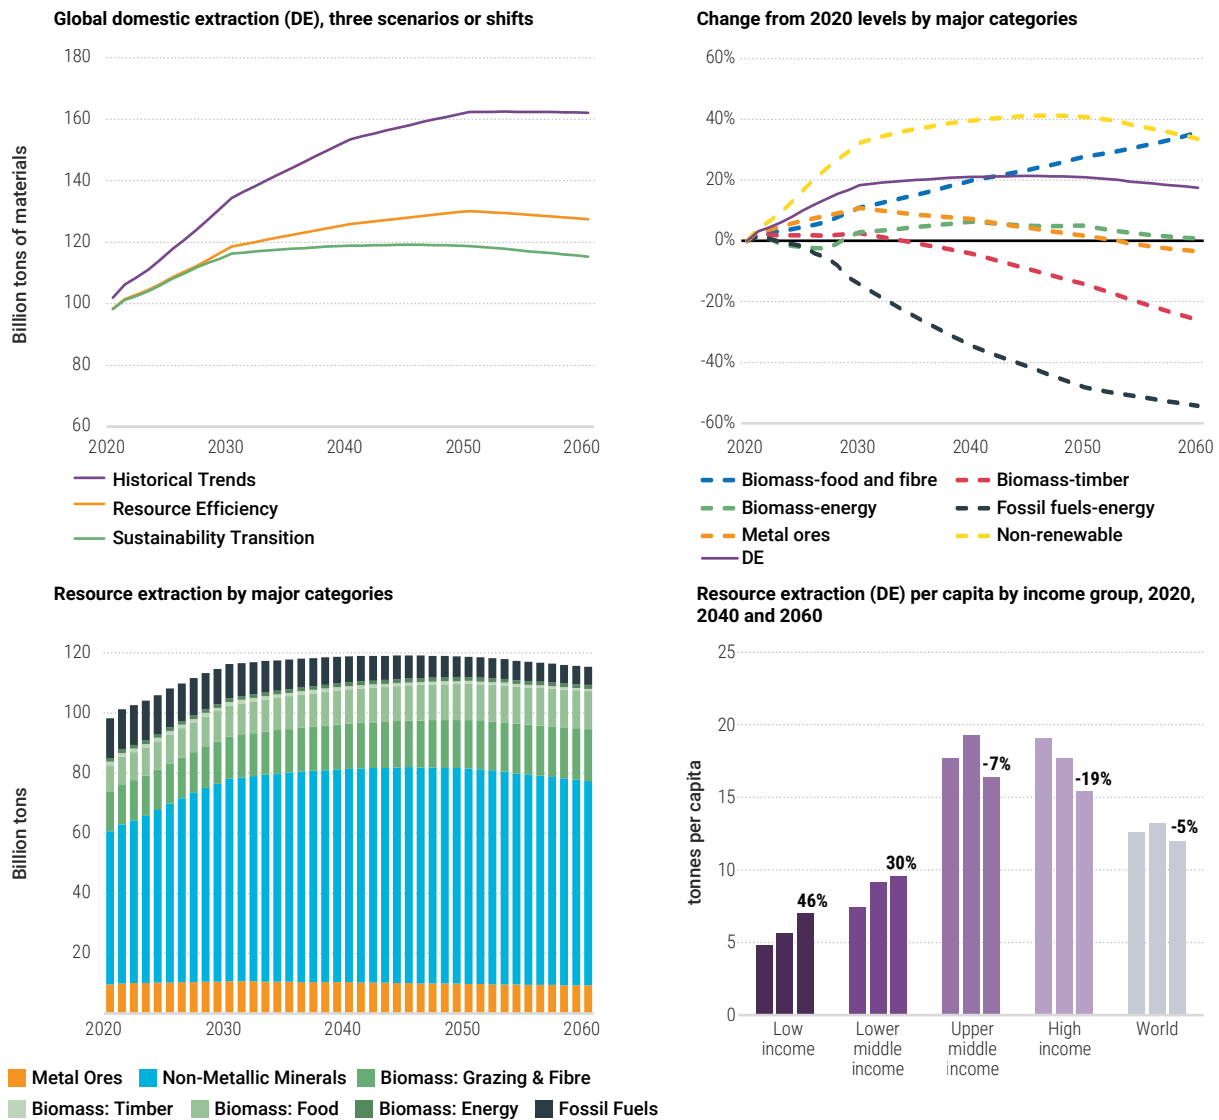 Global domestic extraction (DE), three scenarios or shifts
180
160
140
120
100
80
60
Billion tons of materials
2020 2030 2040 2050 2060
Historical Trends
Resource Efficiency
Sustainability Transition
Change from 2020 levels by major categories
60%
40%
20%
0%
-20%
-40%
-60%
2020 2030 2040 2050 2060
Biomass-food and fibre Biomass-timber
Biomass-energy Fossil fuels-energy
Metal ores Non-renewable
DE
Resource extraction by major categories
120
100
80
60
40
20
Billion tons
2020 2030 2040 2050 2060
Metal Ores Non-Metallic Minerals Biomass: Grazing & Fibre
Biomass: Timber Biomass: Food Biomass: Energy Fossil Fuels
Resource extraction (DE) per capita by income group, 2020,
2040 and 2060
25
20
15
10
5
0
tonnes per capita
46%
30%
-7%
-19%
-5%
Low
income
Lower
middle
income
Upper
middle
income
High
income
World